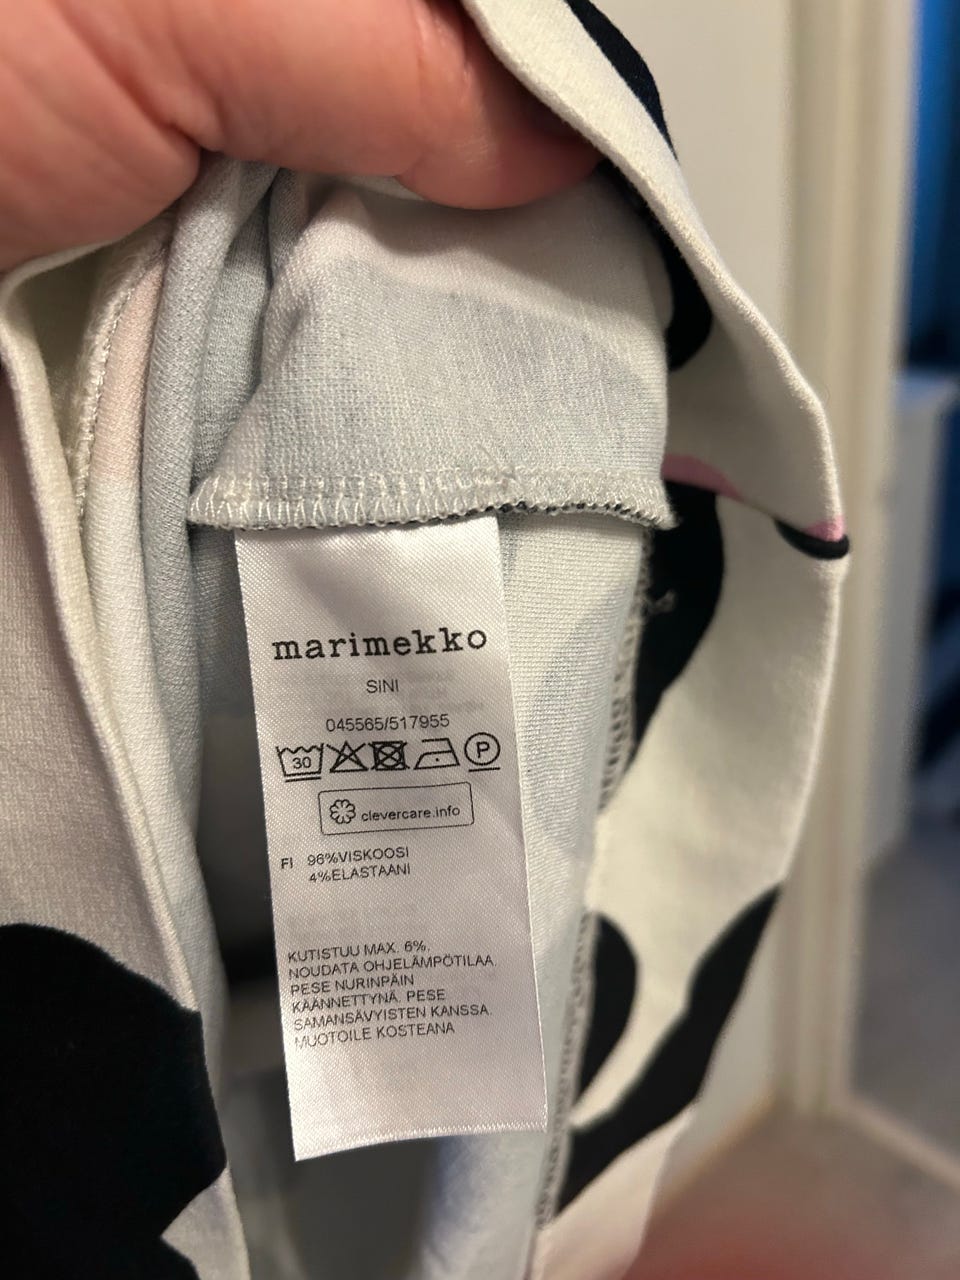 marimekko
SINI
045565/517955
30 P
clevercare.info
FI 96%VISKOOSI
4%ELASTAANI
KUTISTUU MAX. 6%.
NOUDATA OHJELÄMPÖTILAA.
PESE NURINPÄIN
KÄÄNNETTYNÄ. PESE
SAMANSÄVYISTEN KANSSA.
MUOTOILE KOSTEANA